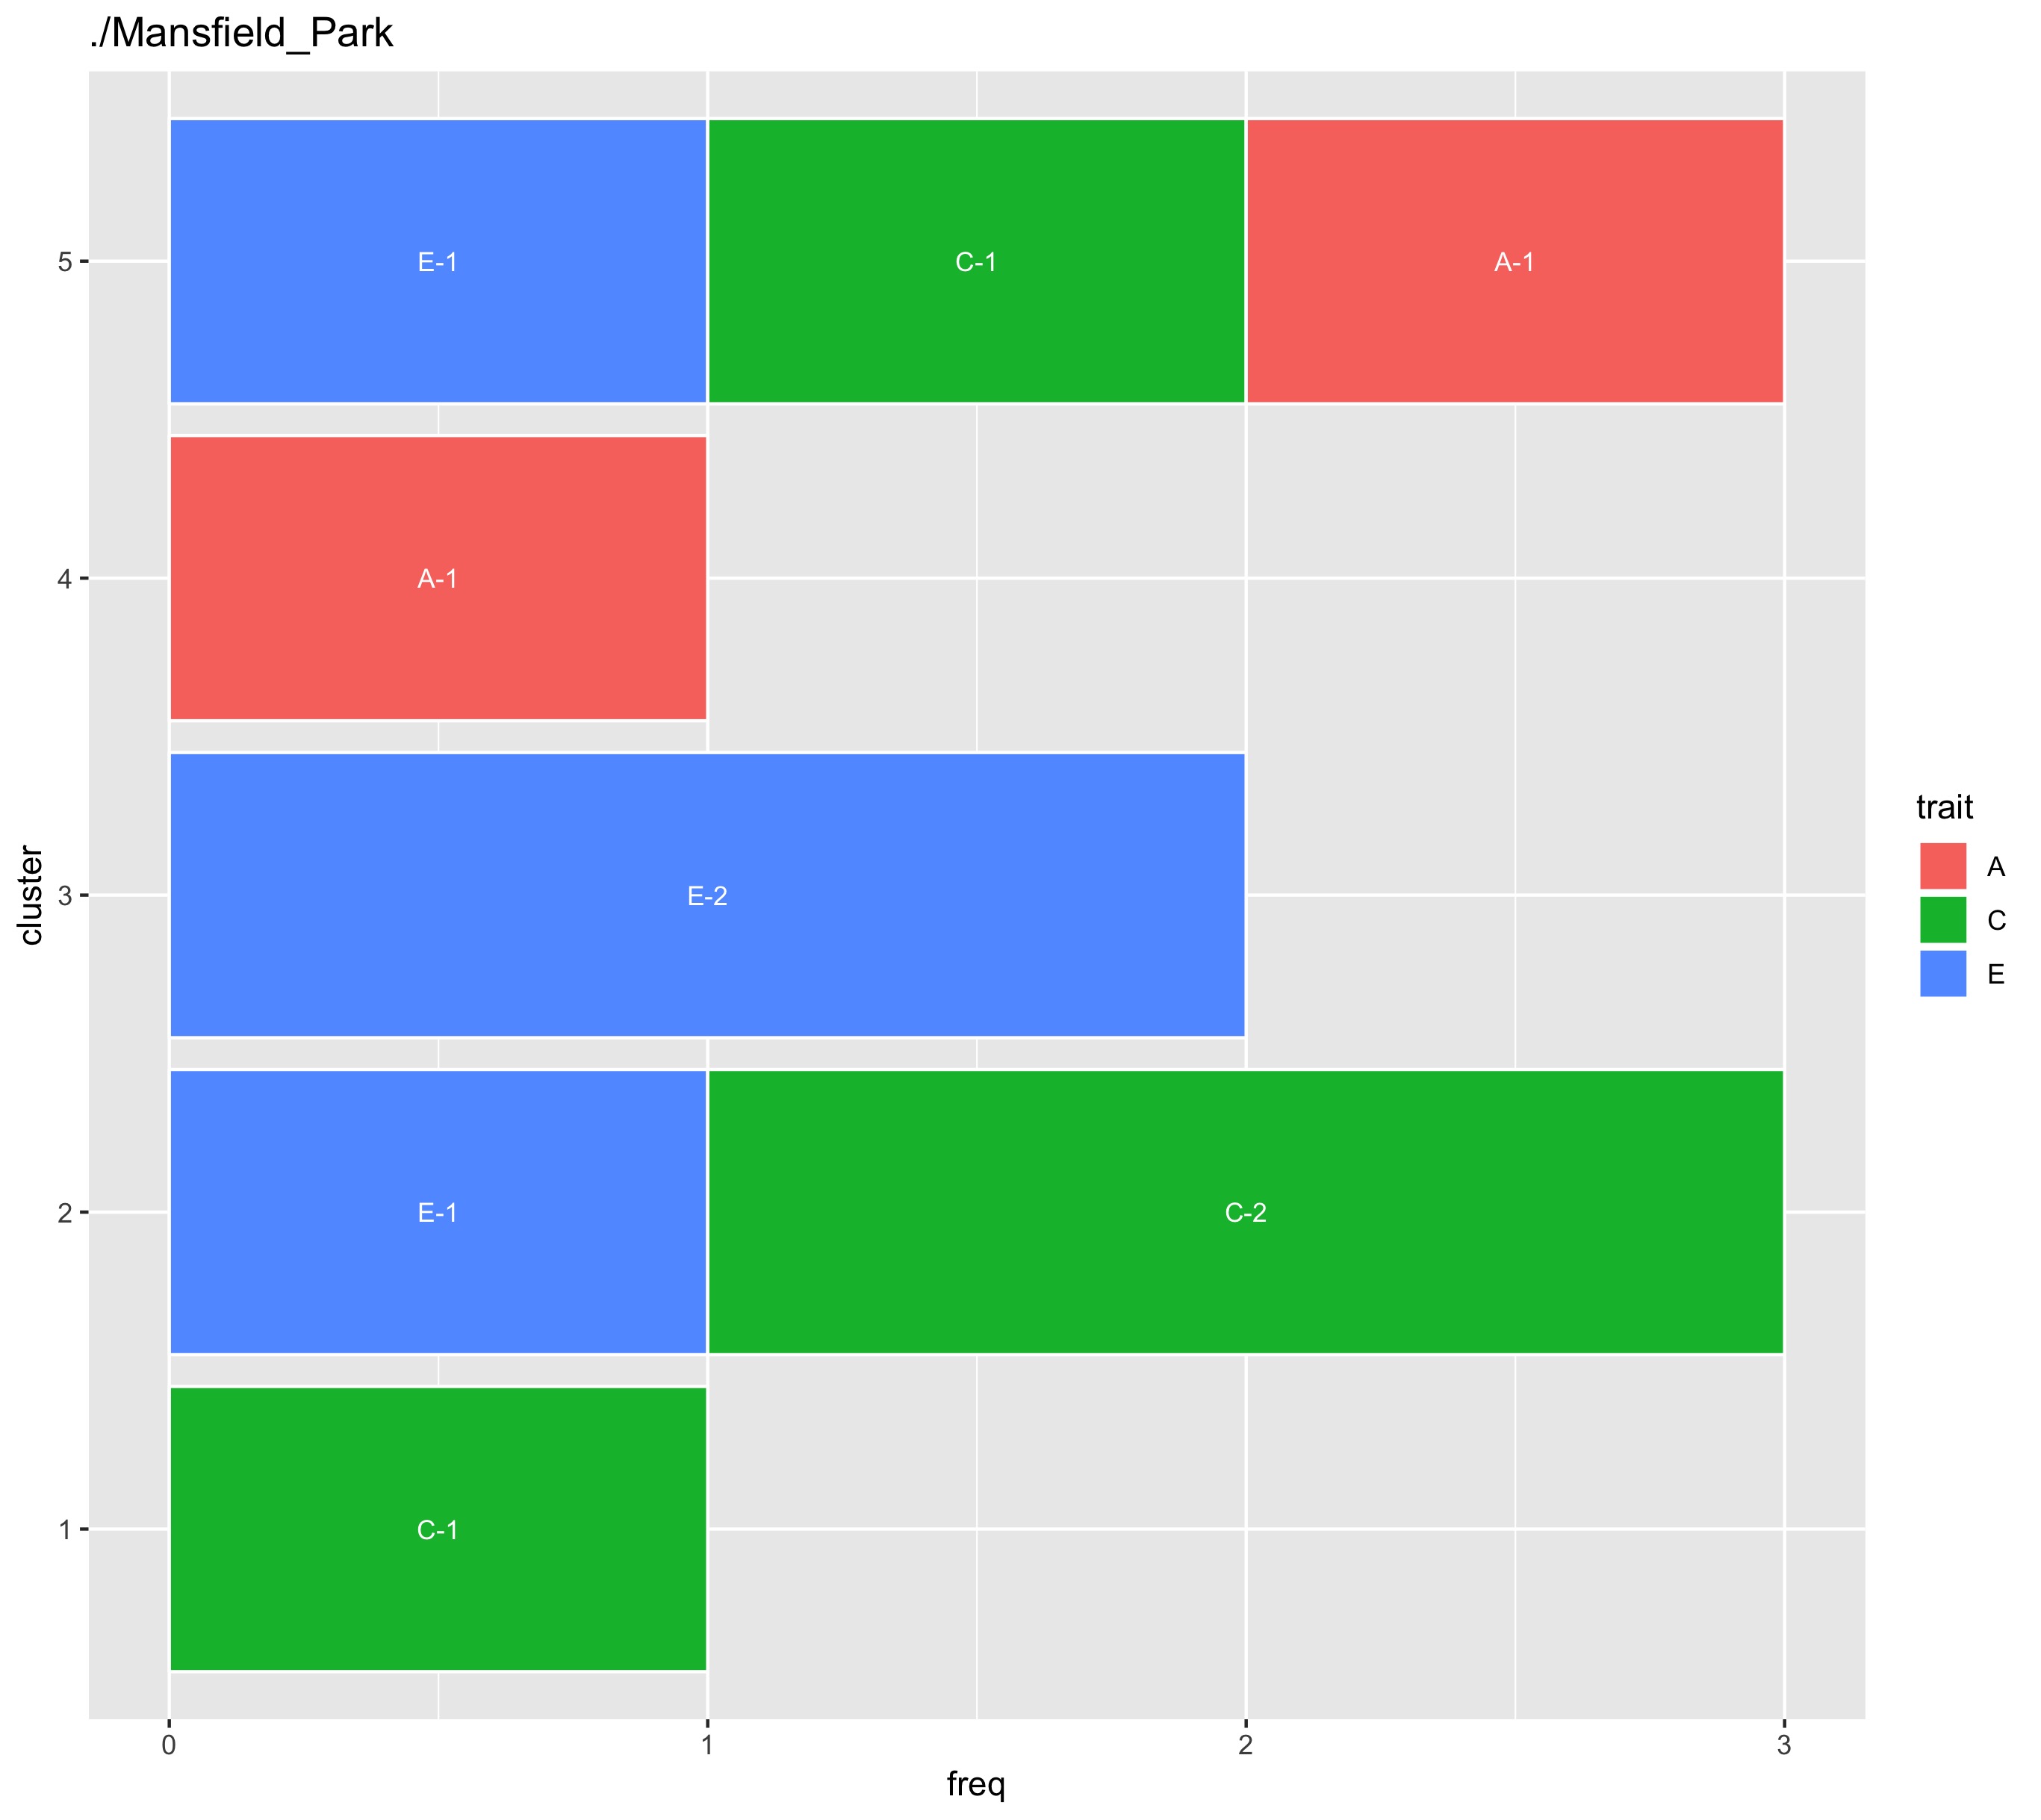 ./Mansfield_Park
cluster
5
E-1 C-1 A-1
4
A-1
3
E-2
2
E-1 C-2
1
C-1
0 1 2 3
freq
trait
A
C
E